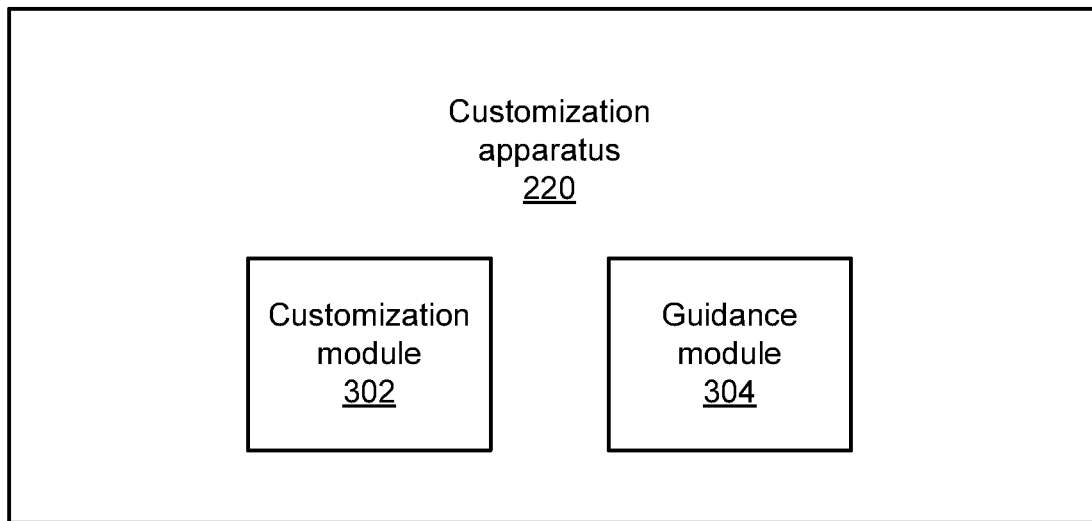 Customization
apparatus
220
Customization
module
302
Guidance
module
304